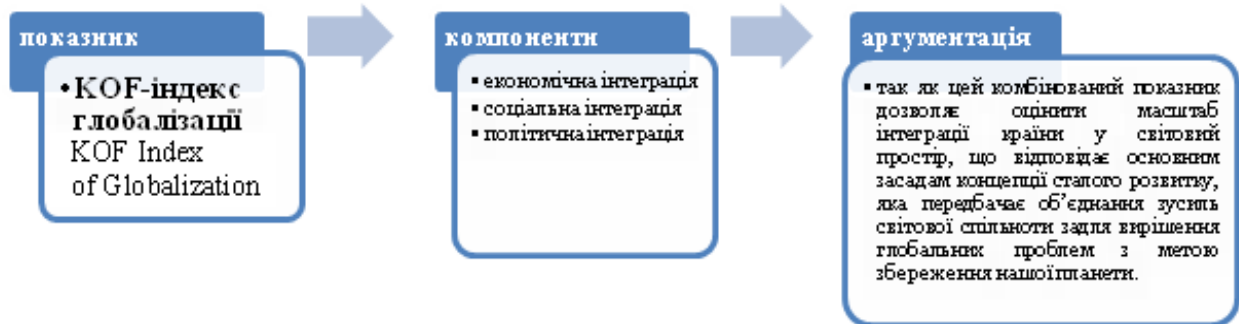 показник
• KOF-індекс
глобалізації
KOF Index
of Globalization
компоненти
▪ економічна інтеграція
▪ соціальна інтеграція
▪ політична інтеграція
аргументація
▪ так як цей комбінований показник
дозволяє оцінити масштаб
інтеграції країни у світовий
простір, що відповідає основним
засадам концепції сталого розвитку,
яка передбачає об’єднання зусиль
світової спільноти задля вирішення
глобальних проблем з метою
збереження нашої планети.